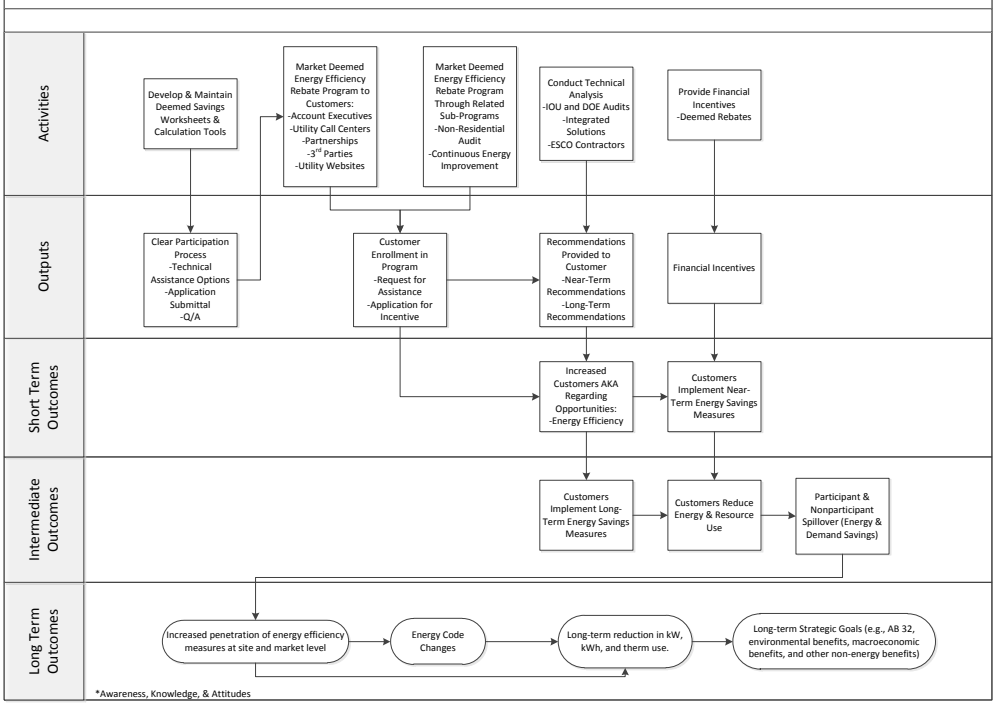 Activities
Develop & Maintain
Deemed Savings
Worksheets &
Calculation Tools
Market Deemed
Energy Efficiency
Rebate Program to
Customers:
-Account Executives
-Utility Call Centers
-Partnerships
-3rd Parties
-Utility Websites
Market Deemed
Energy Efficiency
Rebate Program
Through Related
Sub-Programs
-Non-Residential
Audit
-Continuous Energy
Improvement
Conduct Technical
Analysis
-IOU and DOE Audits
-Integrated
Solutions
-ESCO Contractors
Provide Financial
Incentives
-Deemed Rebates
Outputs
Clear Participation
Process
-Technical
Assistance Options
-Application
Submittal
-Q/A
Customer
Enrollment in
Program
-Request for
Assistance
-Application for
Incentive
Recommendations
Provided to
Customer
-Near-Term
Recommendations
-Long-Term
Recommendations
Financial Incentives
Short Term
Outcomes
Increased
Customers AKA
Regarding
Opportunities:
-Energy Efficiency
Customers
Implement Near-
Term Energy Savings
Measures
Intermediate
Outcomes
Customers
Implement Long-
Term Energy Savings
Measures
Customers Reduce
Energy & Resource
Use
Participant &
Nonparticipant
Spillover (Energy &
Demand Savings)
Long Term
Outcomes
Increased penetration of energy efficiency
measures at site and market level
Energy Code
Changes
Long-term reduction in kW,
kWh, and therm use.
Long-term Strategic Goals (e.g., AB 32,
environmental benefits, macroeconomic
benefits, and other non-energy benefits)
*Awareness, Knowledge, & Attitudes